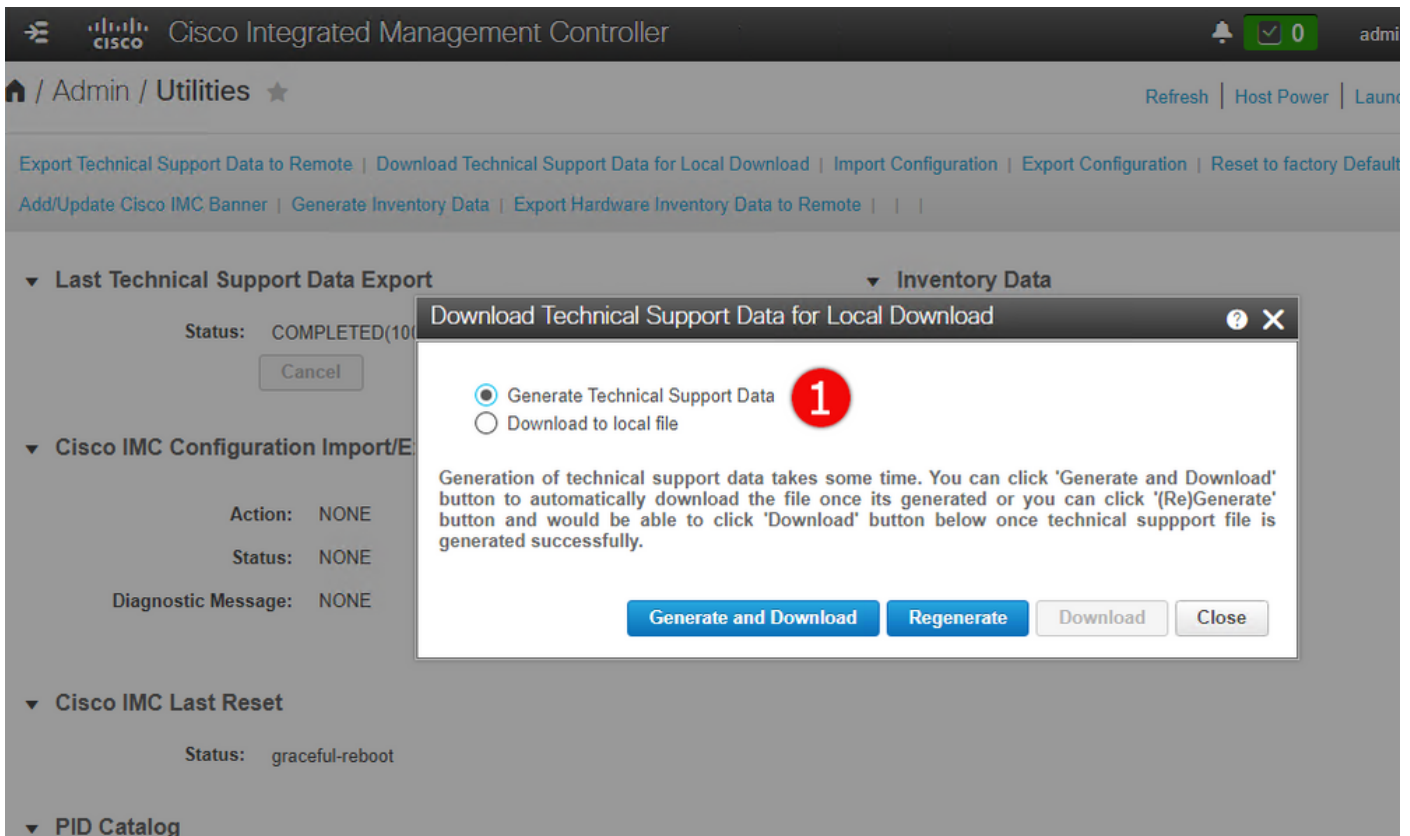 cisco Cisco Integrated Management Controller 0 admi
/ Admin / Utilities Refresh | Host Power | Launc
Export Technical Support Data to Remote | Download Technical Support Data for Local Download | Import Configuration | Export Configuration | Reset to factory Default
Add/Update Cisco IMC Banner | Generate Inventory Data | Export Hardware Inventory Data to Remote | | |
Last Technical Support Data Export
Inventory Data
Status: COMPLETED(100
Cancel
Cisco IMC Configuration Import/E
Action: NONE
Status: NONE
Diagnostic Message: NONE
Download Technical Support Data for Local Download ?
Generate Technical Support Data 1
Download to local file
Generation of technical support data takes some time. You can click 'Generate and Download'
button to automatically download the file once its generated or you can click '(Re)Generate'
button and would be able to click 'Download' button below once technical suppport file is
generated successfully.
Generate and Download Regenerate Download Close
Cisco IMC Last Reset
Status: graceful-reboot
PID Catalog